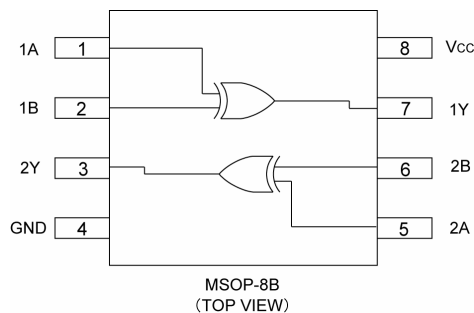 1A 1 8 Vcc
1B 2 7 1Y
2Y 3 6 2B
GND 4 5 2A
MSOP-8B
(TOP VIEW)